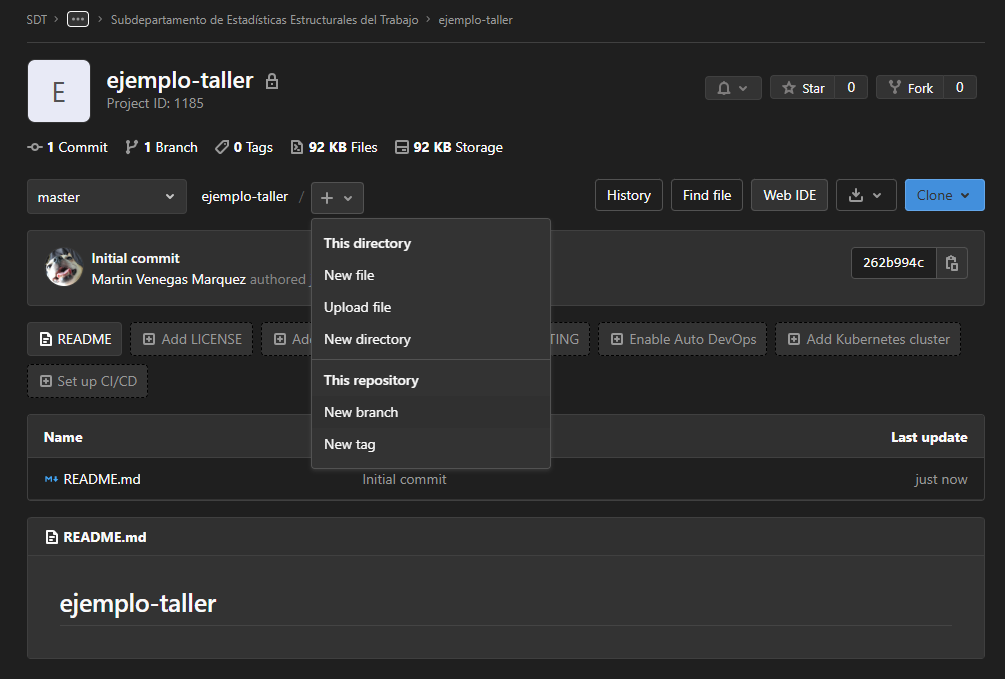 SDT > ... > Subdepartamento de Estadísticas Estructurales del Trabajo > ejemplo-taller
E
ejemplo-taller
Project ID: 1185
Star 0
Fork 0
1 Commit 1 Branch 0 Tags 92 KB Files 92 KB Storage
master
ejemplo-taller /
+
History
Find file
Web IDE
Clone
This directory
New file
Upload file
New directory
This repository
New branch
New tag
Initial commit
Martin Venegas Marquez authored
262b994c
README
Add LICENSE
Enable Auto DevOps
Add Kubernetes cluster
Set up CI/CD
Name Last update
README.md Initial commit just now
README.md
ejemplo-taller